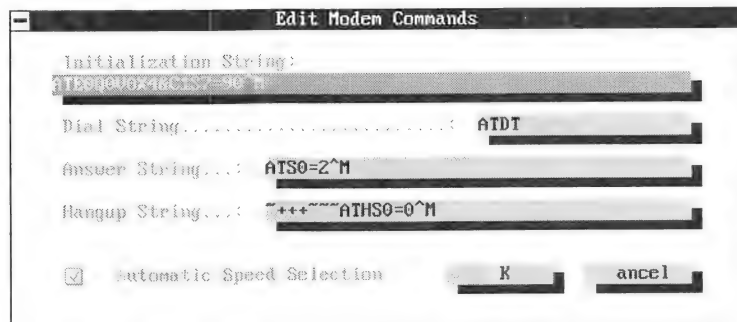 Edit Modem Commands
Initialization String:
Dial String.........................: ATDT
Answer String...: ATS0=2^M
Hangup String...: ~+++~~~ATHS0=0^M
utomatic Speed Selection
K
ancel